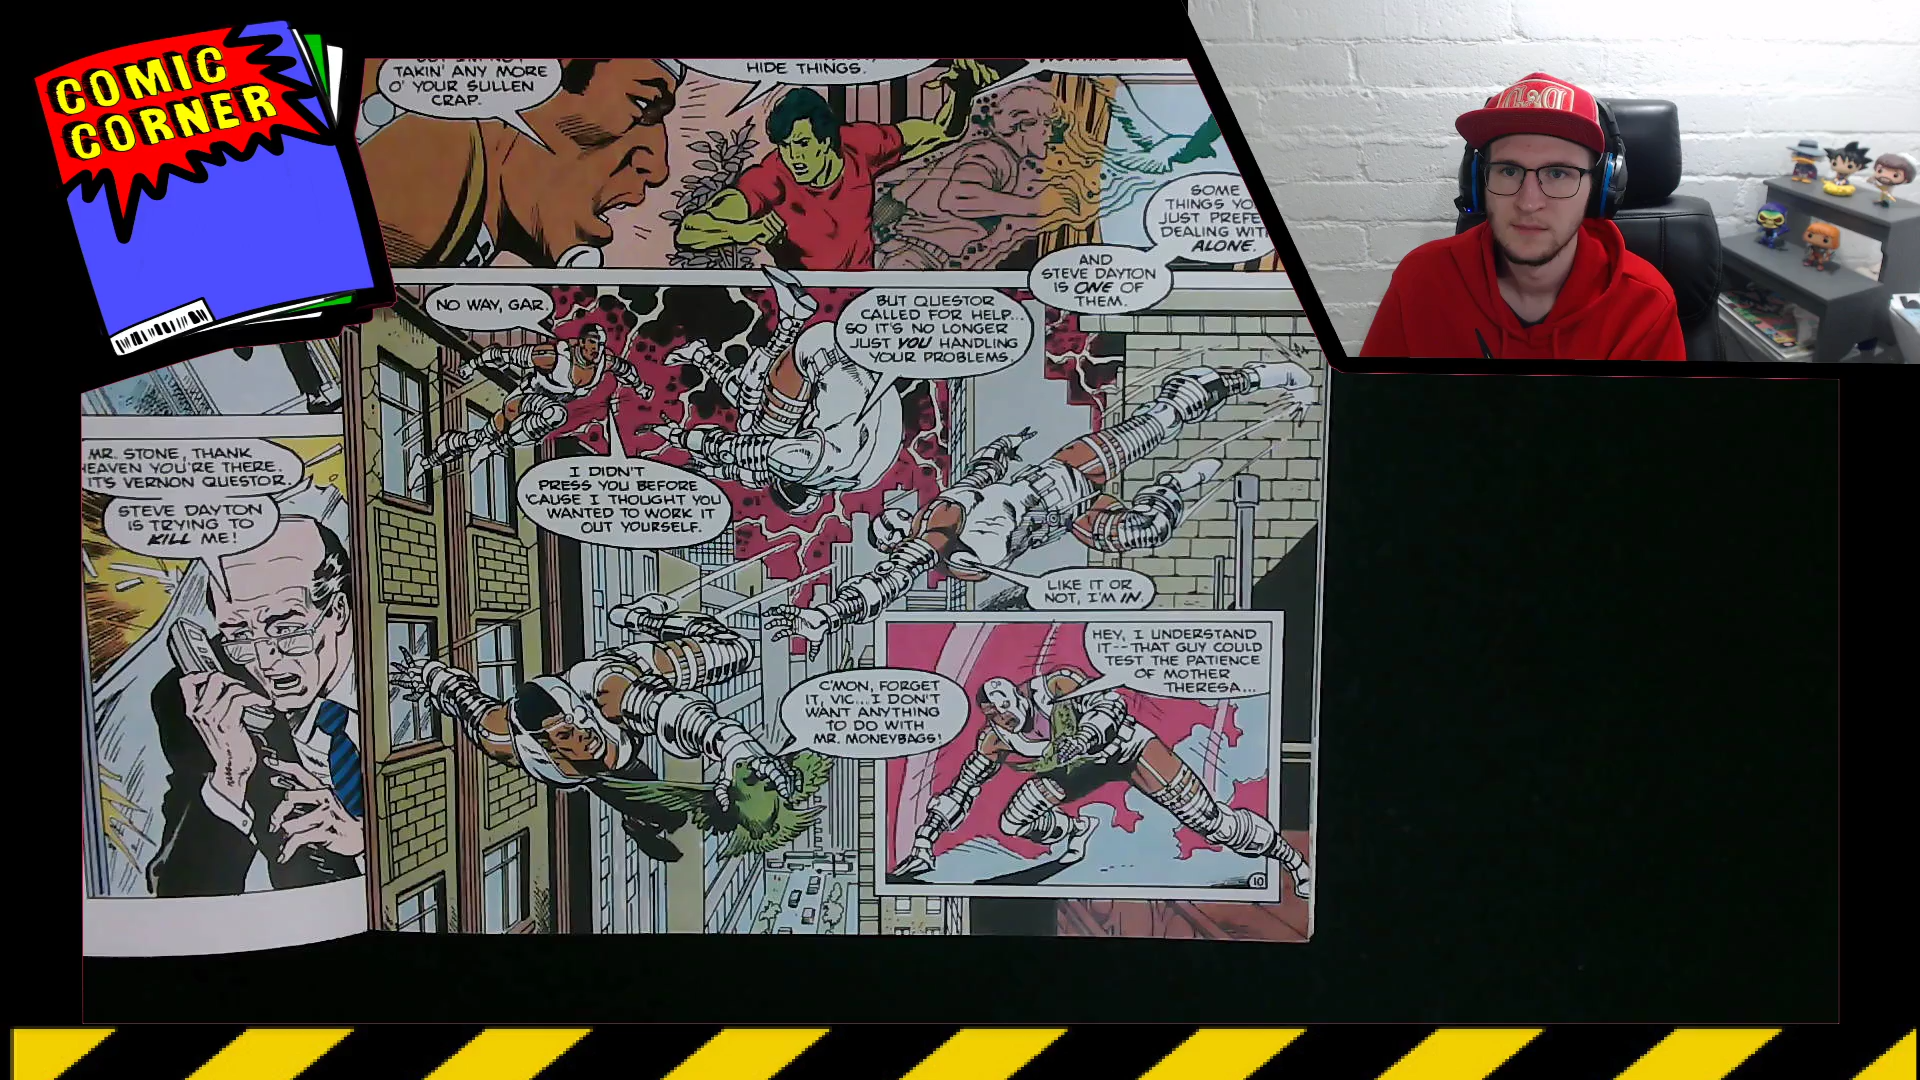 COMIC
CORNER
TAKIN' ANY MORE
O' YOUR SULLEN
CRAP.
HIDE THINGS.
SOME
THINGS YO
JUST PREFE
DEALING WITH
ALONE.
AND
STEVE DAYTON
IS ONE OF
THEM.
MR. STONE, THANK
HEAVEN YOU'RE THERE.
IT'S VERNON QUESTOR.
STEVE DAYTON
IS TRYING TO
KILL ME!
NO WAY, GAR.
I DIDN'T
PRESS YOU BEFORE
'CAUSE I THOUGHT YOU
WANTED TO WORK IT
OUT YOURSELF.
BUT QUESTOR
CALLED FOR HELP...
SO IT'S NO LONGER
JUST YOU HANDLING
YOUR PROBLEMS.
LIKE IT OR
NOT, I'M IN.
C'MON, FORGET
IT, VIC...I DON'T
WANT ANYTHING
TO DO WITH
MR. MONEYBAGS!
HEY, I UNDERSTAND
IT--THAT GUY COULD
TEST THE PATIENCE
OF MOTHER
THERESA...
10